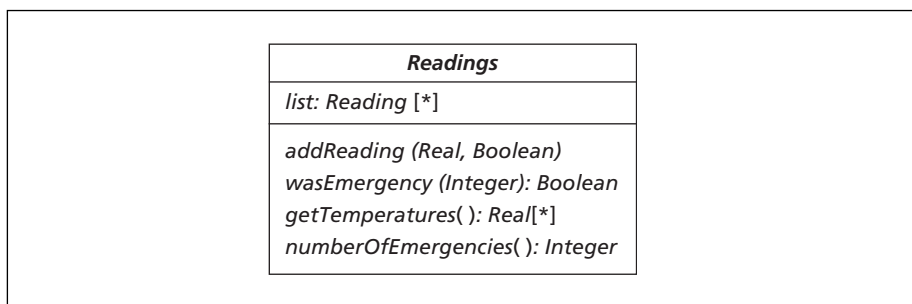 Readings
list: Reading [*]
addReading (Real, Boolean)
wasEmergency (Integer): Boolean
getTemperatures( ): Real[*]
numberOfEmergencies( ): Integer